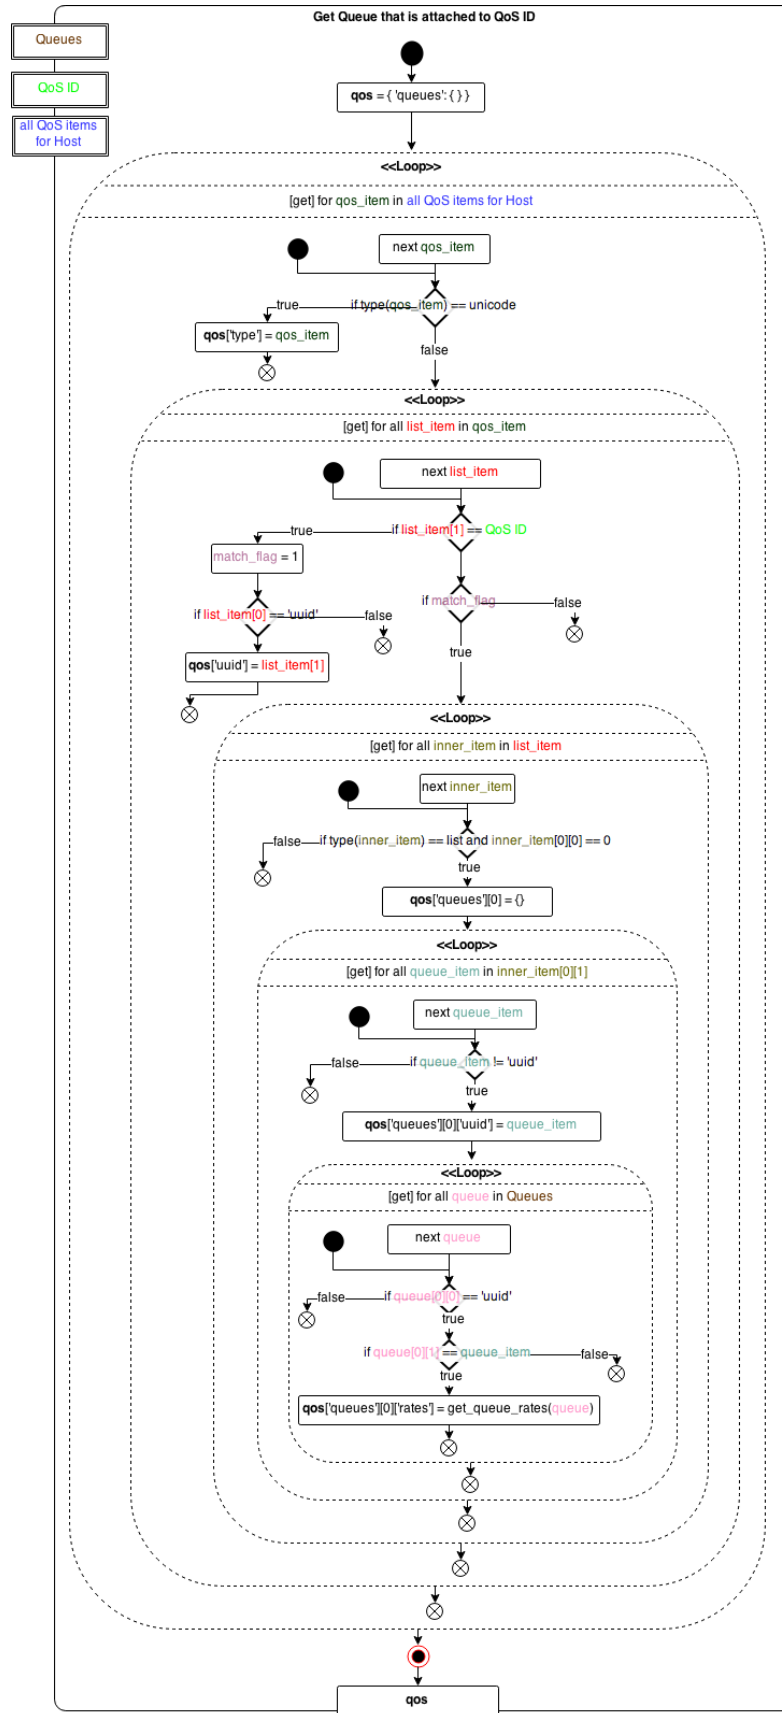 Get Queue that is attached to QoS ID
Queues
QoS ID
all QoS items
for Host
qos = { 'queues': { } }
<<Loop>>
[get] for qos_item in all QoS items for Host
next qos_item
true
if type(qos_item) == unicode
qos['type'] = qos_item
false
<<Loop>>
[get] for all list_item in qos_item
next list_item
true
if list_item[1] == QoS ID
match_flag = 1
if match_flag
false
if list_item[0] == 'uuid'
false
true
qos['uuid'] = list_item[1]
<<Loop>>
[get] for all inner_item in list_item
next inner_item
false
if type(inner_item) == list and inner_item[0][0] == 0
true
qos['queues'][0] = {}
<<Loop>>
[get] for all queue_item in inner_item[0][1]
next queue_item
false
if queue_item != 'uuid'
true
qos['queues'][0]['uuid'] = queue_item
<<Loop>>
[get] for all queue in Queues
next queue
false
if queue[0][0] == 'uuid'
true
if queue[0][1] == queue_item
false
true
qos['queues'][0]['rates'] = get_queue_rates(queue)
qos